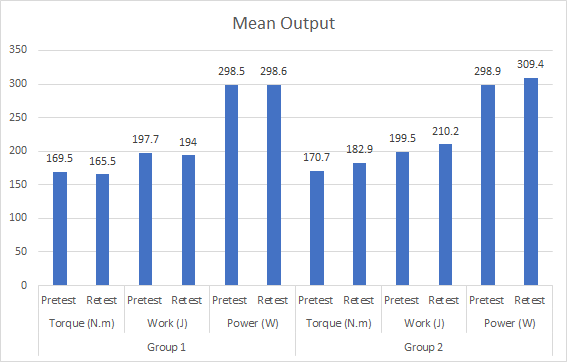 Mean Output
350
300
250
200
150
100
50
0
169.5 165.5 197.7 194 298.5 298.6 170.7 182.9 199.5 210.2 298.9 309.4
Pretest Retest Pretest Retest Pretest Retest Pretest Retest Pretest Retest Pretest Retest
Torque (N.m) Work (J) Power (W) Torque (N.m) Work (J) Power (W)
Group 1 Group 2